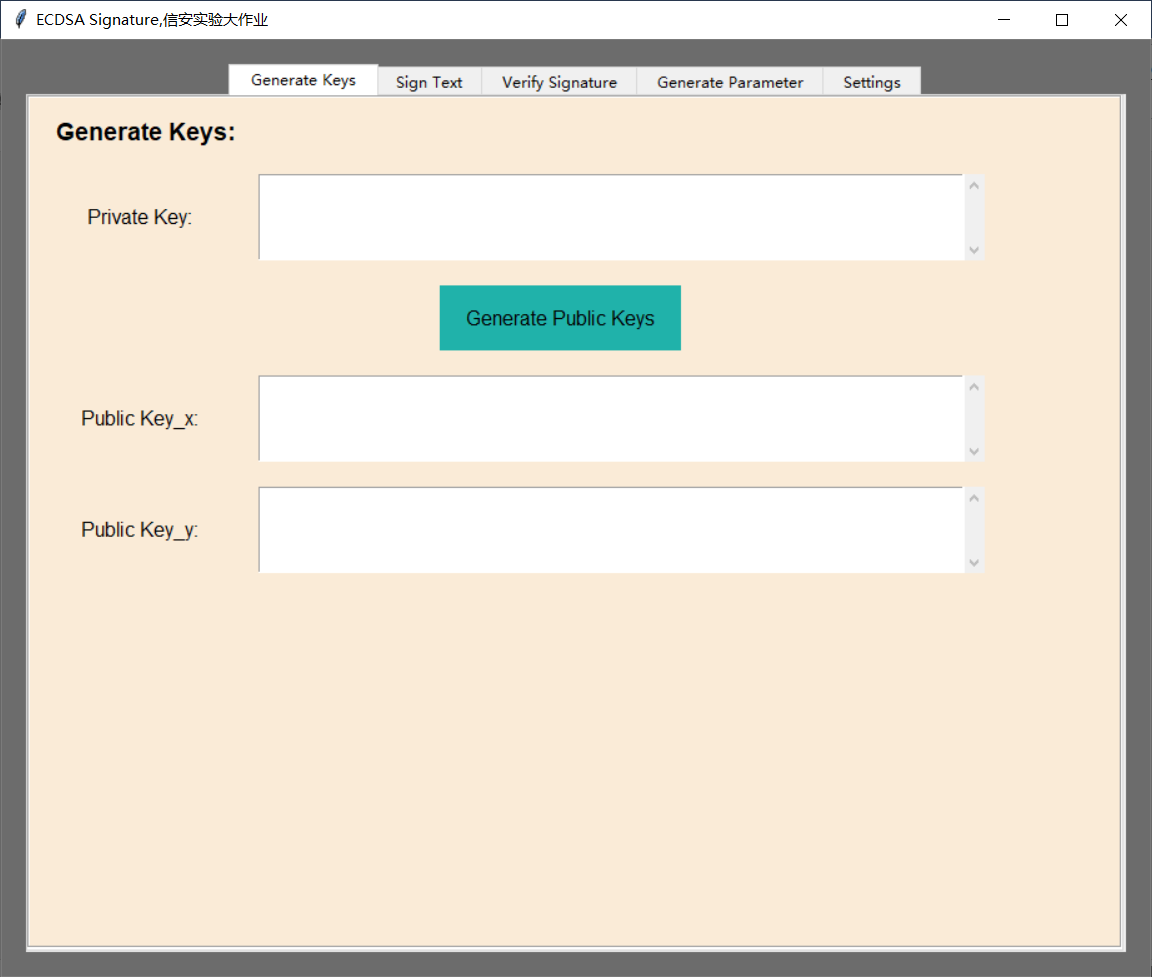 ECDSA Signature,信安实验大作业
Generate Keys Sign Text Verify Signature Generate Parameter Settings
Generate Keys:
Private Key:
Generate Public Keys
Public Key_x:
Public Key_y: